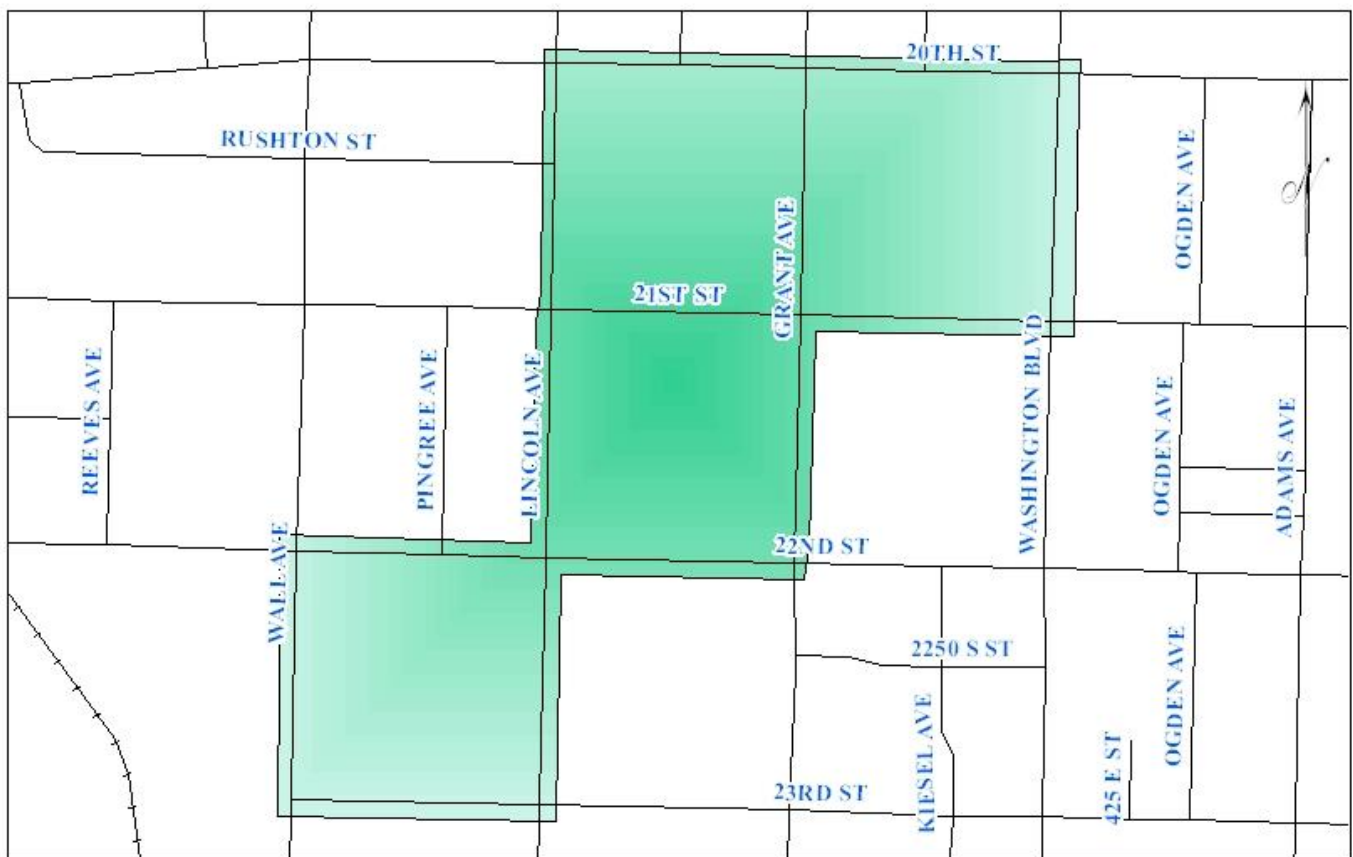 20TH ST
RUSHTON ST
OGDEN AVE
GRANT AVE
21ST ST
REEVES AVE
PINGREE AVE
LINCOLN AVE
WASHINGTON BLVD
OGDEN AVE
ADAMS AVE
WALL AVE
22ND ST
2250 S ST
OGDEN AVE
KIESEL AVE
425 E ST
23RD ST
N